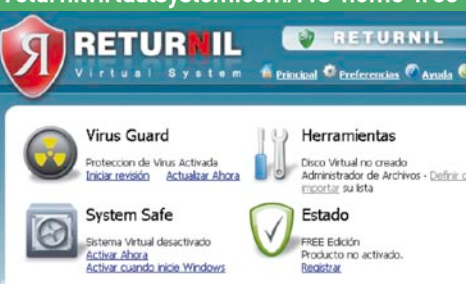 RETURNIL
Virtual System
RETURNIL
Principal Preferencias Ayuda
Virus Guard
Proteccion de Virus Activada
Iniciar revisión Actualizar Ahora
Herramientas
Disco Virtual no creado
Administrador de Archivos - Definir
importar su lista
System Safe
Sistema Virtual desactivado
Activar Ahora
Activar cuando inicie Windows
Estado
FREE Edición
Producto no activado.
Registrar